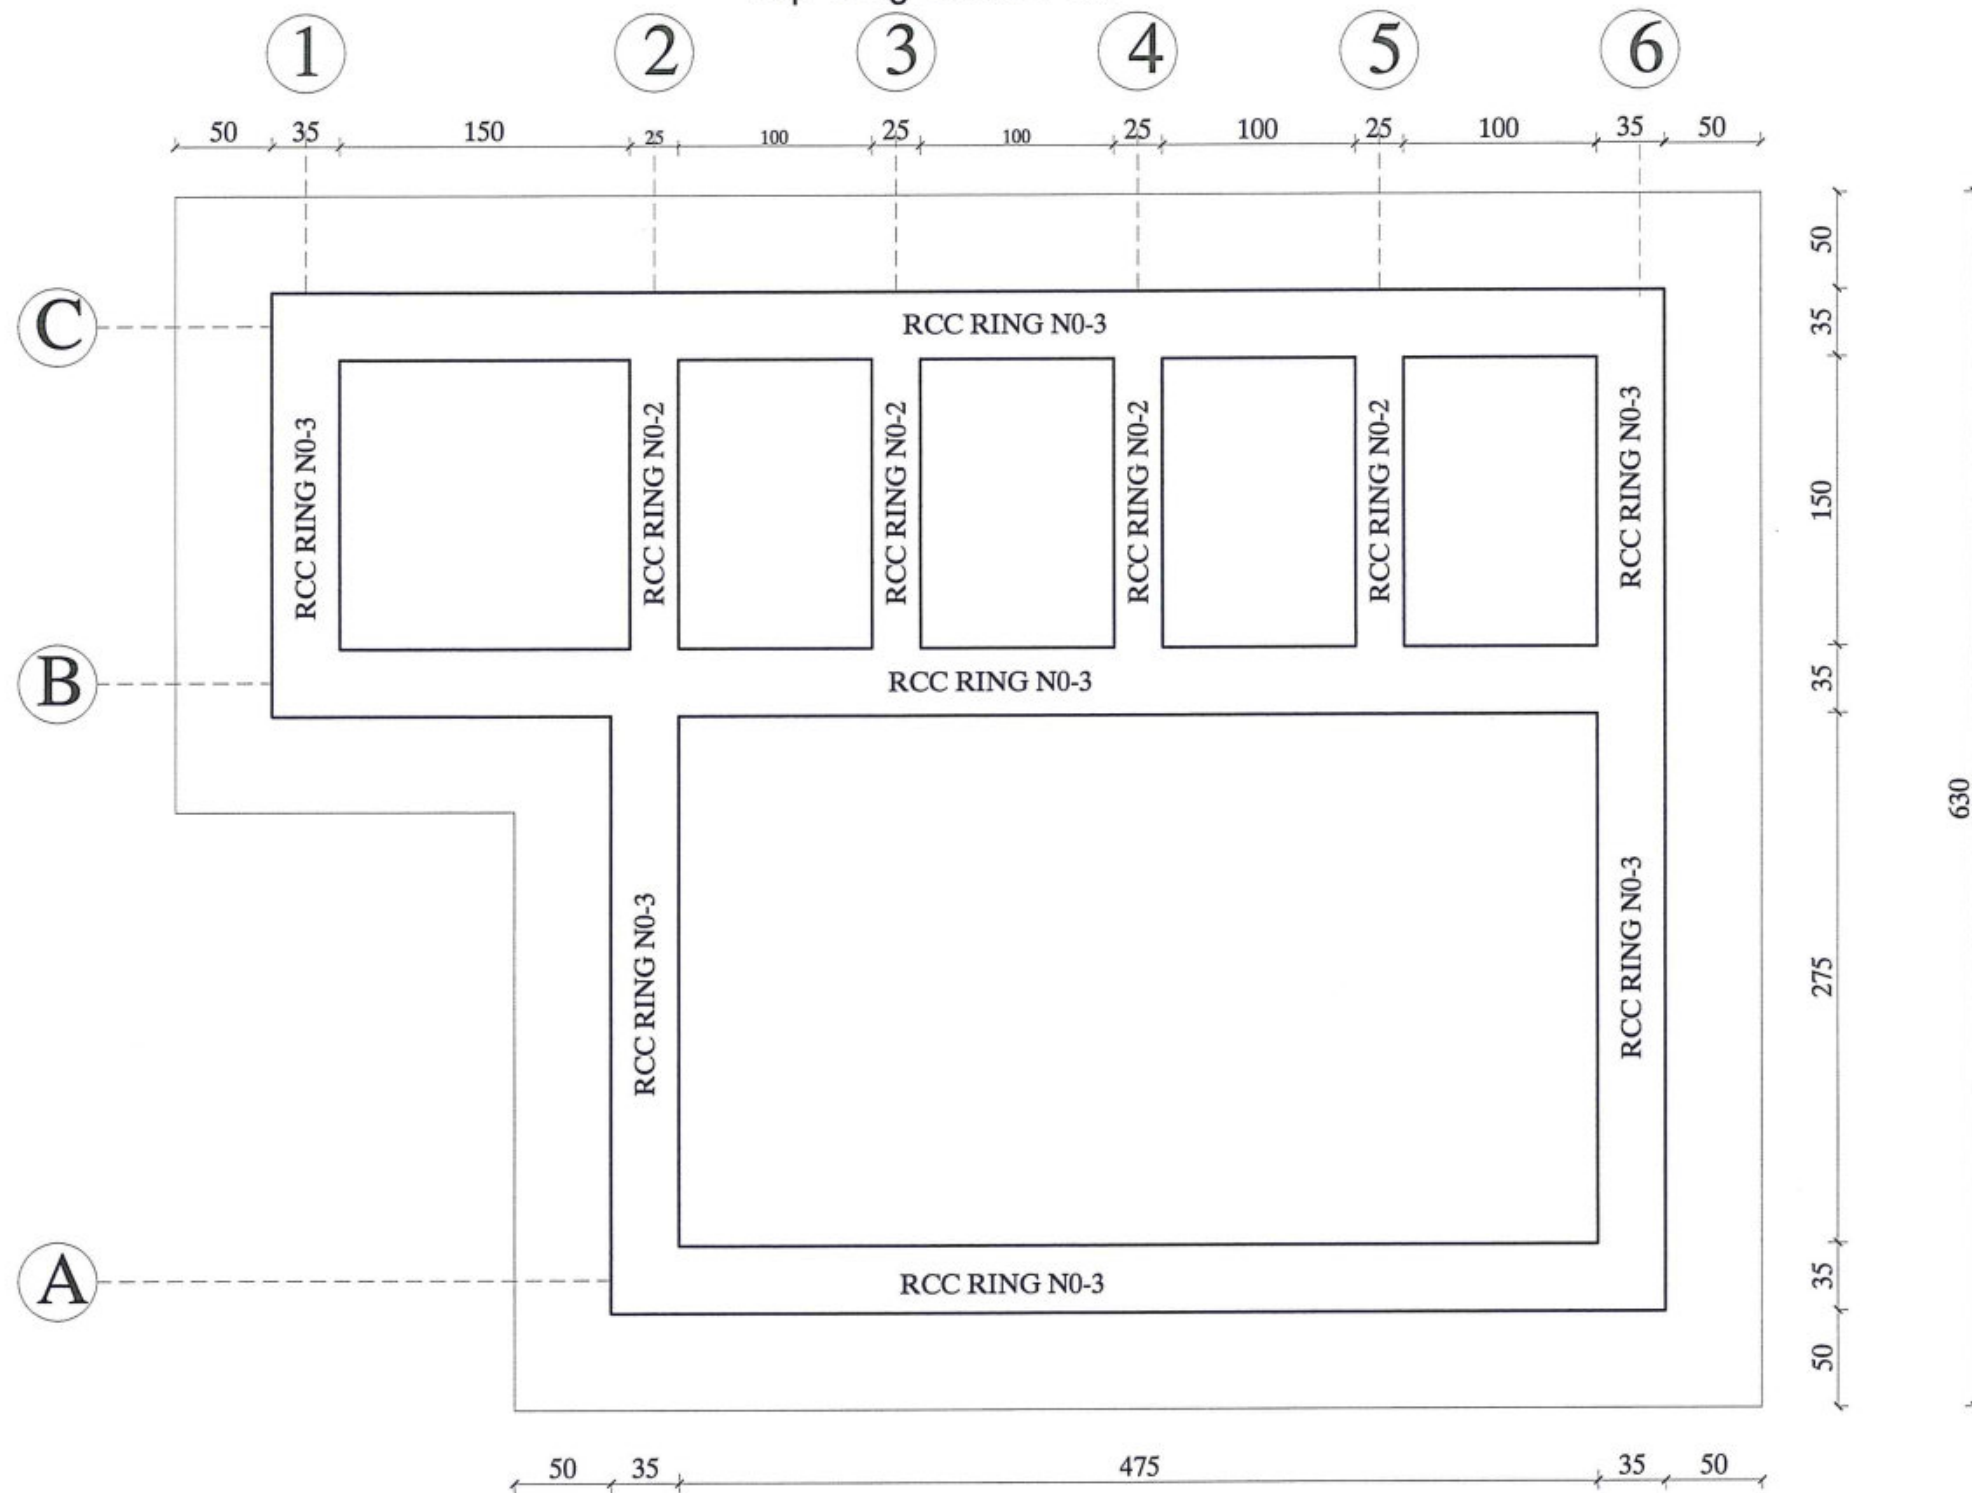 1 2 3 4 5 6
50 35 150 25 100 25 100 25 100 25 100 35 50
50
C
RCC RING N0-3
35
RCC RING N0-3
RCC RING N0-2
RCC RING N0-2
RCC RING N0-2
RCC RING N0-2
RCC RING N0-3
150
B
RCC RING N0-3
35
630
RCC RING N0-3
RCC RING N0-3
275
A
RCC RING N0-3
35
50
50 35 475 35 50